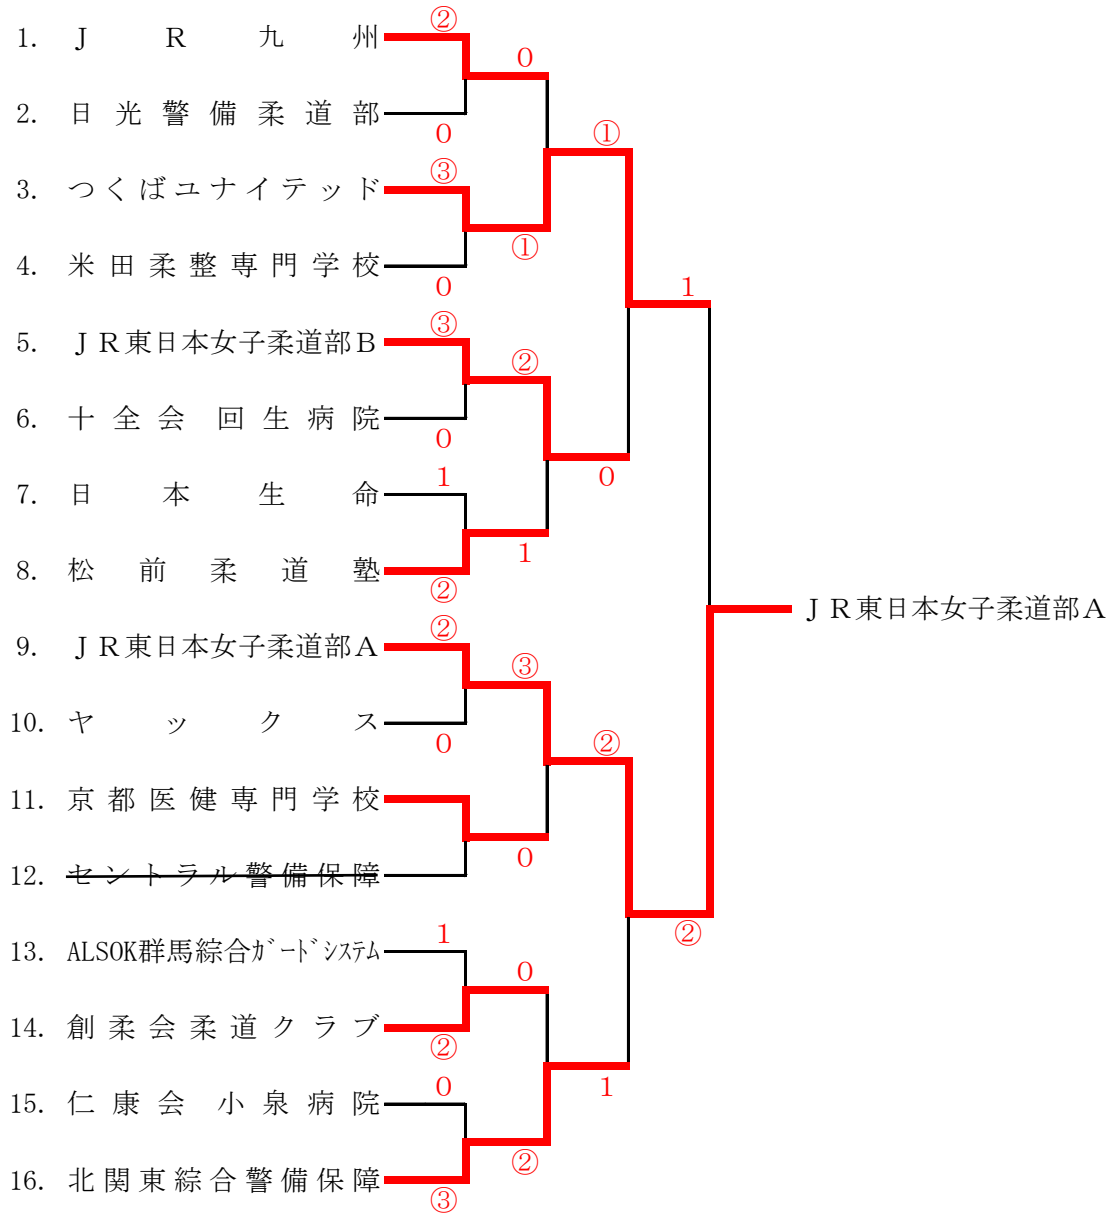 ②
1. Ｊ Ｒ 九 州
０
2. 日 光 警 備 柔 道 部
０
①
③
3. つくばユナイテッド
①
4. 米田柔整専門学校
０
１
③
5. ＪＲ東日本女子柔道部Ｂ
②
6. 十全会 回生病院
０
０
１
7. 日 本 生 命
１
8. 松 前 柔 道 塾
②
ＪＲ東日本女子柔道部Ａ
②
9. ＪＲ東日本女子柔道部Ａ
③
10. ヤ ッ ク ス
０
②
11. 京都医健専門学校
０
12. セントラル警備保障
②
１
13. ALSOK群馬綜合ｶﾞｰﾄﾞｼｽﾃﾑ
０
14. 創柔会柔道クラブ
②
０
１
15. 仁康会 小泉病院
②
16. 北関東綜合警備保障
③